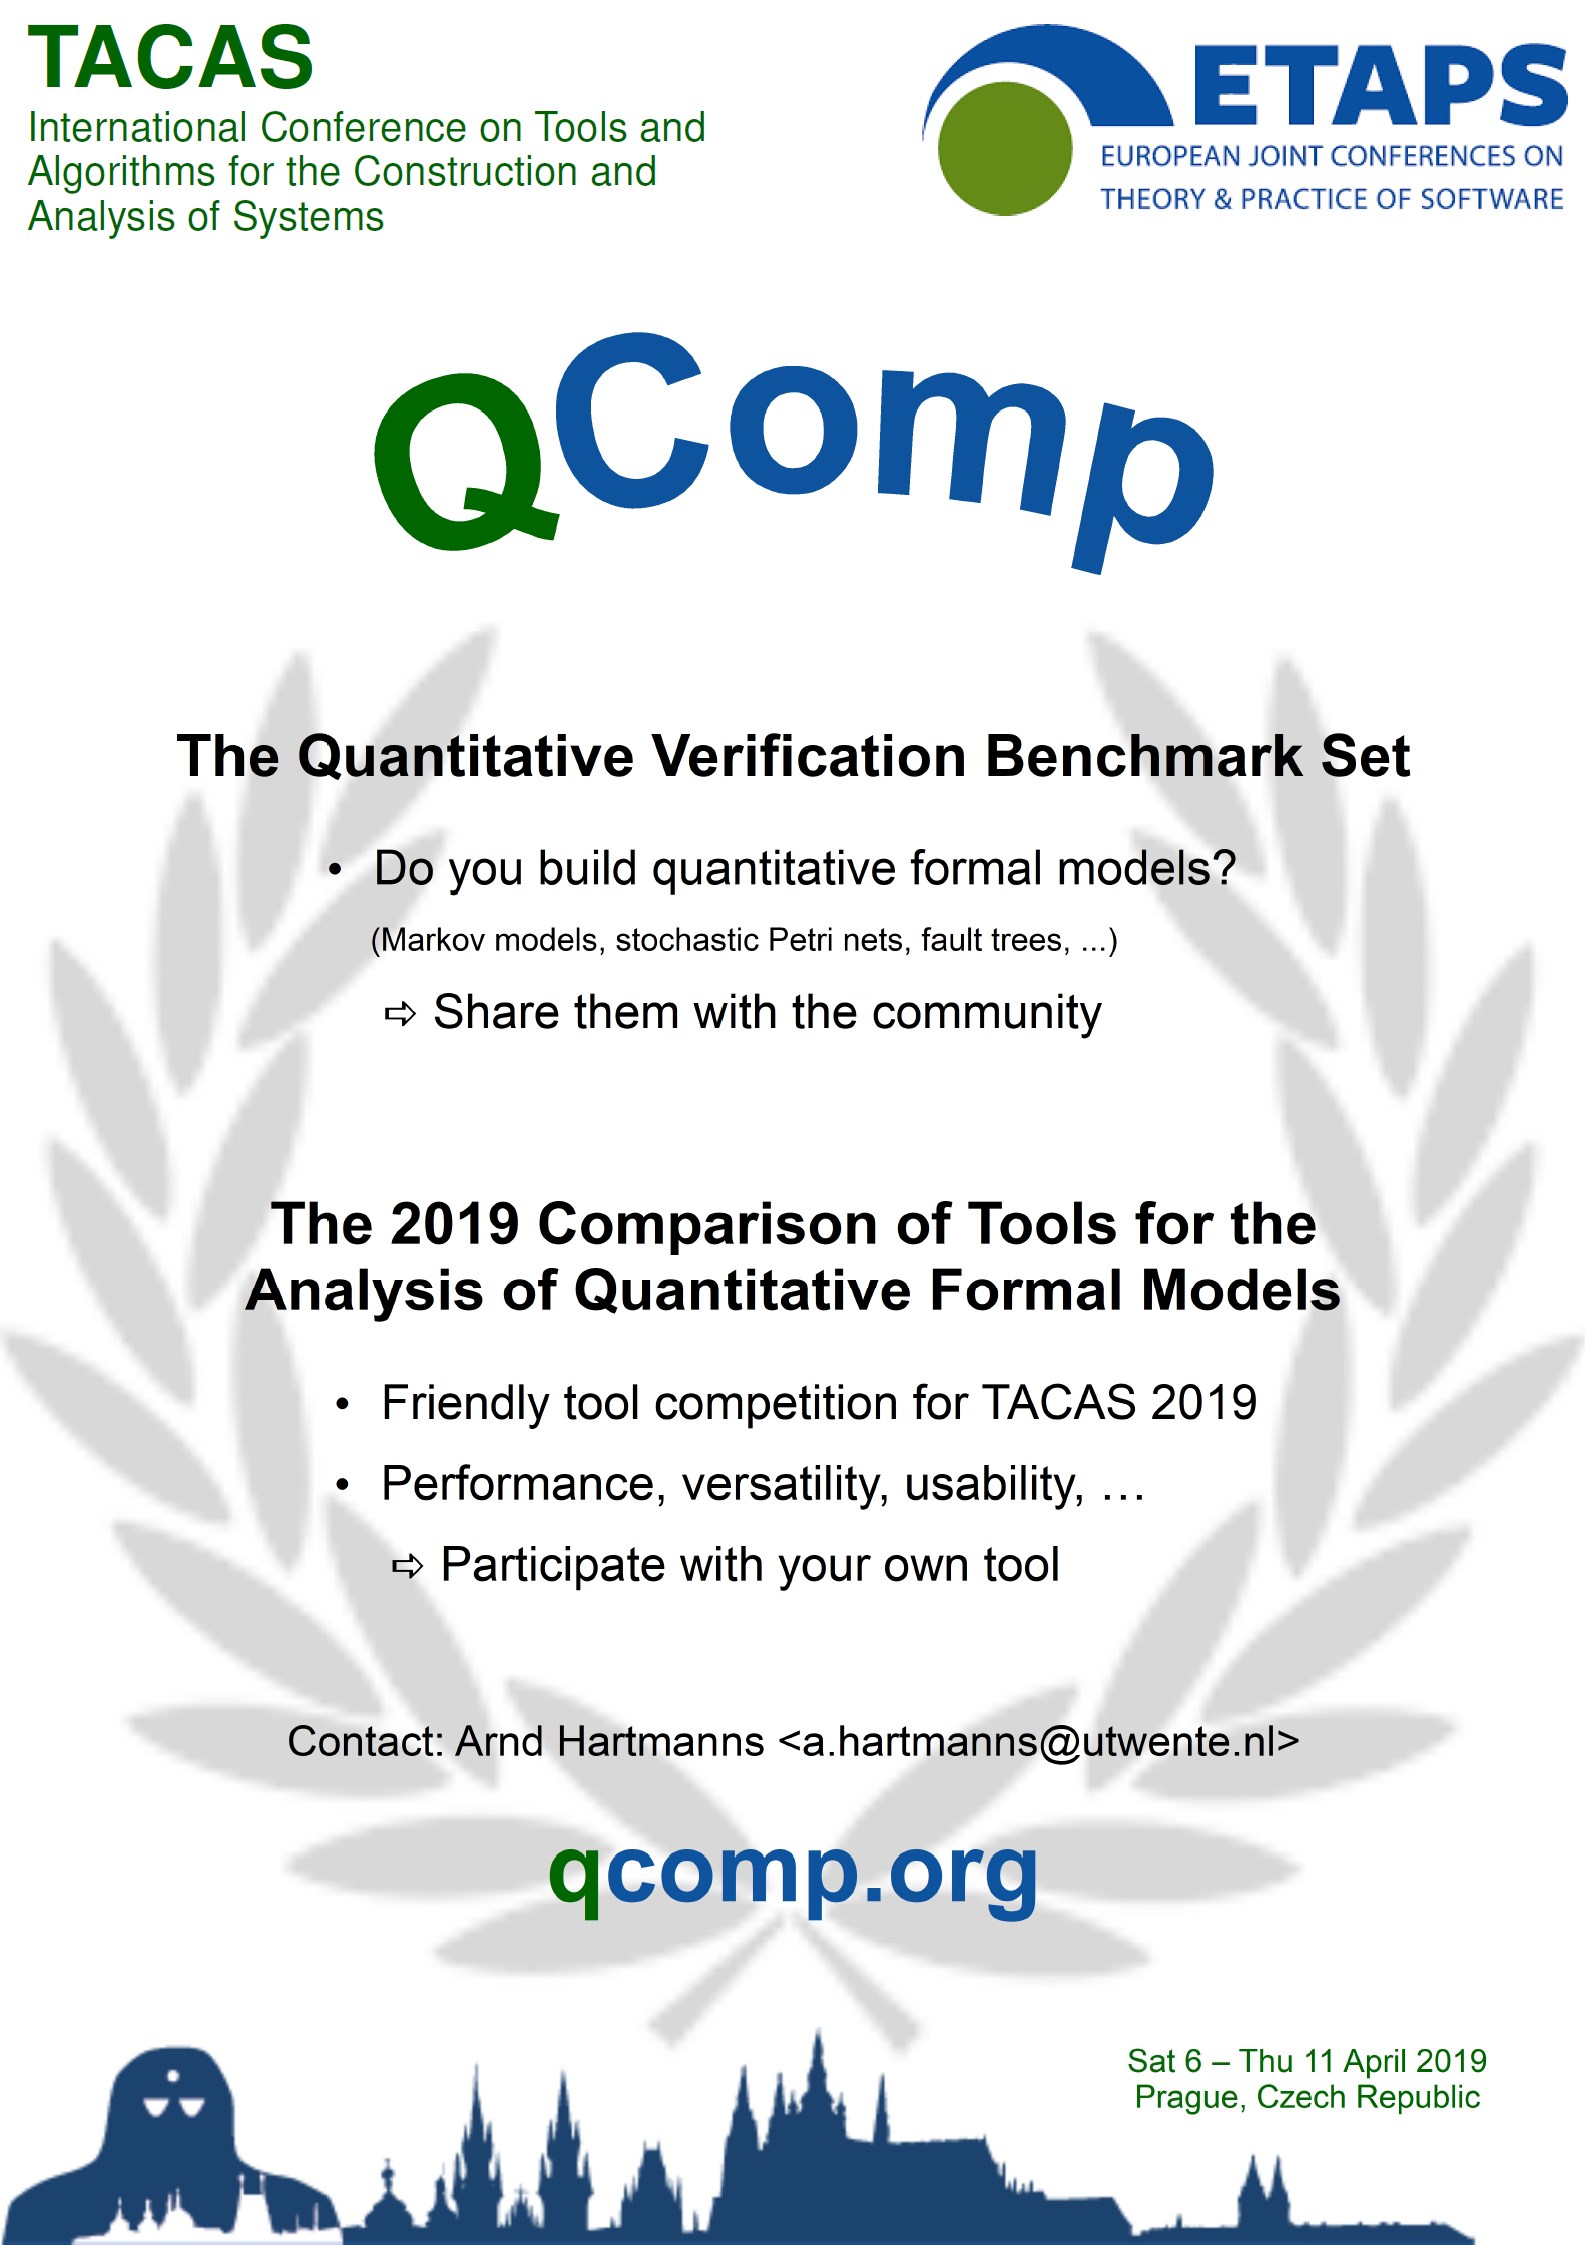 TACAS
International Conference on Tools and
Algorithms for the Construction and
Analysis of Systems
ETAPS
EUROPEAN JOINT CONFERENCES ON
THEORY & PRACTICE OF SOFTWARE
QComp
The Quantitative Verification Benchmark Set
• Do you build quantitative formal models?
(Markov models, stochastic Petri nets, fault trees, ...)
⇨ Share them with the community
The 2019 Comparison of Tools for the
Analysis of Quantitative Formal Models
• Friendly tool competition for TACAS 2019
• Performance, versatility, usability, …
⇨ Participate with your own tool
Contact: Arnd Hartmanns <a.hartmanns@utwente.nl>
qcomp.org
Sat 6 – Thu 11 April 2019
Prague, Czech Republic